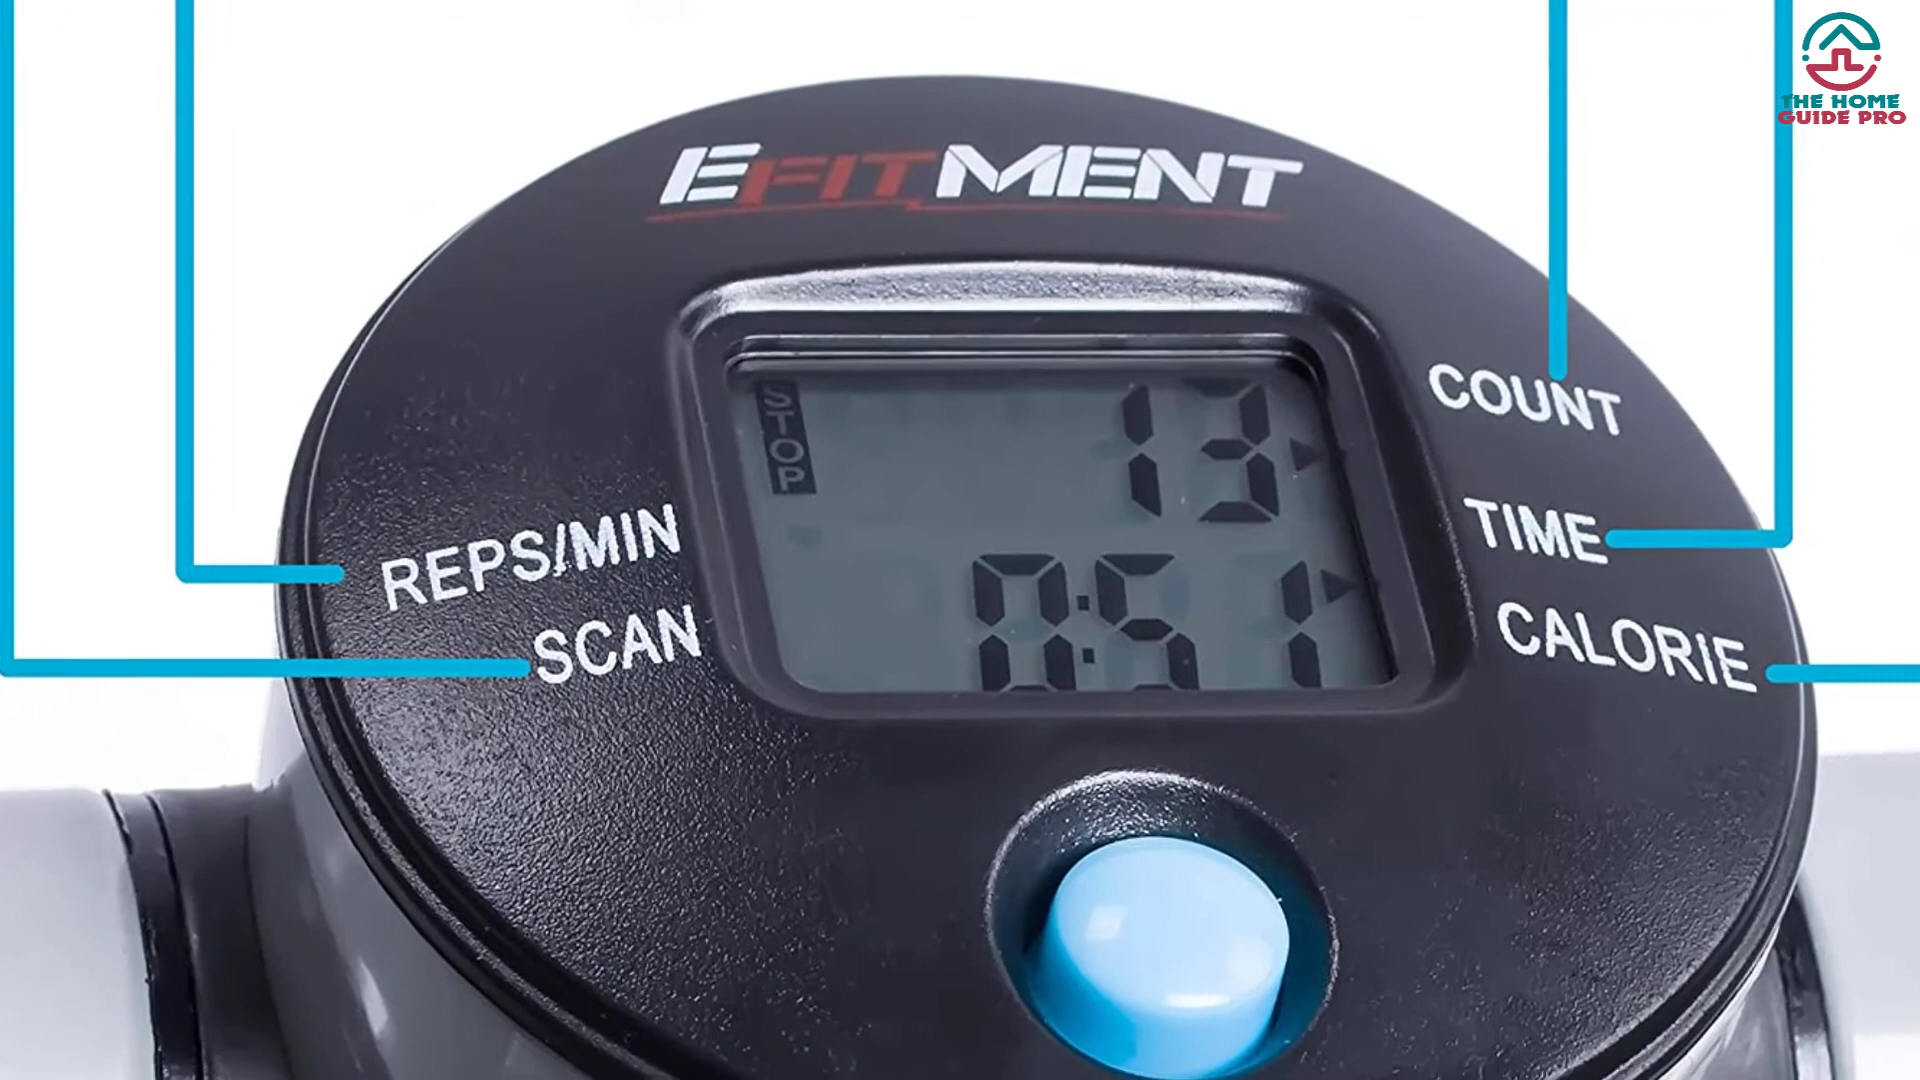 THE HOME
GUIDE PRO
EFITMENT
STOP
13
COUNT
REPS/MIN
TIME
0:51
SCAN
CALORIE